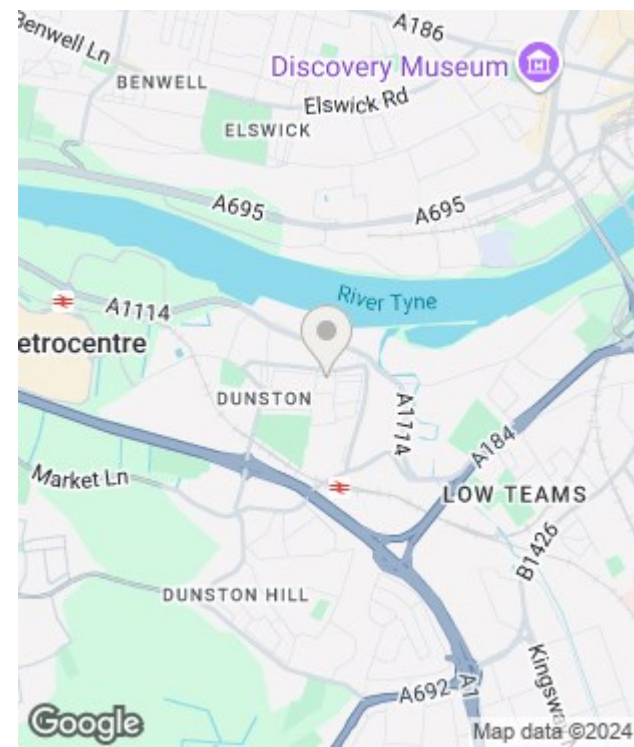 A186
Benwell Ln
Discovery Museum
BENWELL
Elswick Rd
ELSWICK
A695
A695
River Tyne
A1114
etrocentre
DUNSTON
A1114
A184
Market Ln
LOW TEAMS
B1426
DUNSTON HILL
Kingswa
A692
A1
Google
Map data ©2024